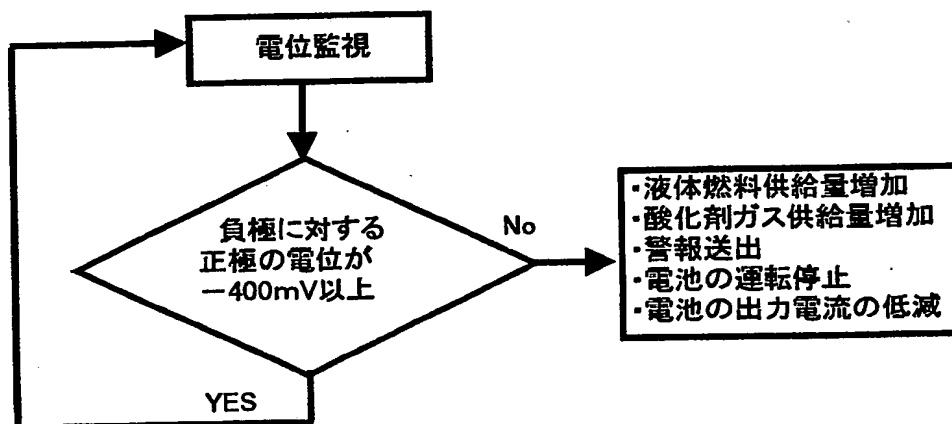 電位監視
負極に対する
正極の電位が
－400mV以上
No
・液体燃料供給量増加
・酸化剤ガス供給量増加
・警報送出
・電池の運転停止
・電池の出力電流の低減
YES